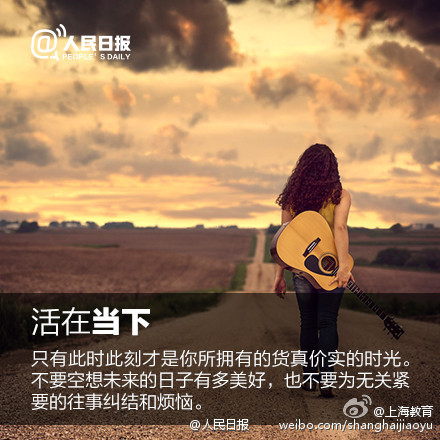 @人民日报
PEOPLE'S DAILY
活在当下
只有此时此刻才是你所拥有的货真价实的时光。
不要空想未来的日子有多美好，也不要为无关紧
要的往事纠结和烦恼。
@上海教育
@人民日报 weibo.com/shanghaijiaoyu